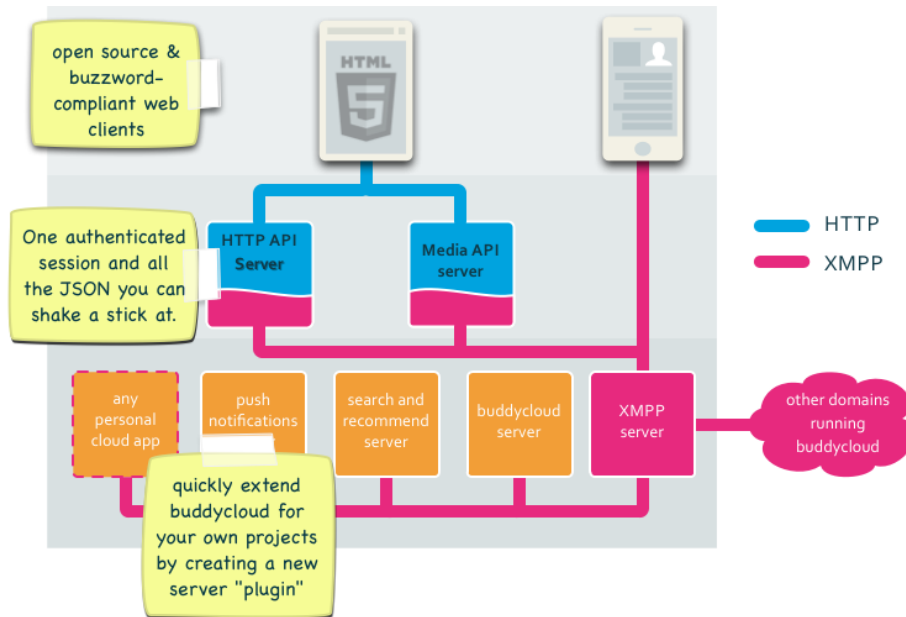 open source &
buzzword-
compliant web
clients
HTML
5
One authenticated
session and all
the JSON you can
shake a stick at.
HTTP API
Server
Media API
server
HTTP
XMPP
any
personal
cloud app
push
notifications
search and
recommend
server
buddycloud
server
XMPP
server
other domains
running
buddycloud
quickly extend
buddycloud for
your own projects
by creating a new
server "plugin"